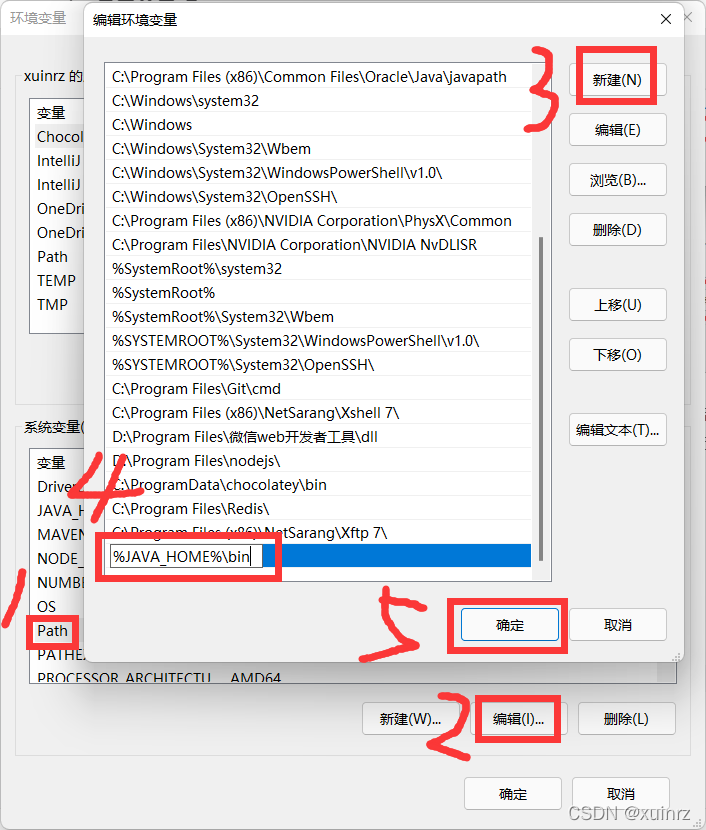 环境变量
编辑环境变量
xuinrz 的
变量
Chocol
IntelliJ
IntelliJ
OneDri
OneDri
Path
TEMP
TMP
C:\Program Files (x86)\Common Files\Oracle\Java\javapath
C:\Windows\system32
C:\Windows
C:\Windows\System32\Wbem
C:\Windows\System32\WindowsPowerShell\v1.0\
C:\Windows\System32\OpenSSH\
C:\Program Files (x86)\NVIDIA Corporation\PhysX\Common
C:\Program Files\NVIDIA Corporation\NVIDIA NvDLISR
%SystemRoot%\system32
%SystemRoot%
%SystemRoot%\System32\Wbem
%SYSTEMROOT%\System32\WindowsPowerShell\v1.0\
%SYSTEMROOT%\System32\OpenSSH\
C:\Program Files\Git\cmd
C:\Program Files (x86)\NetSarang\Xshell 7\
D:\Program Files\微信web开发者工具\dll
D:\Program Files\nodejs\
C:\ProgramData\chocolatey\bin
C:\Program Files\Redis\
C:\Program Files (x86)\NetSarang\Xftp 7\
%JAVA_HOME%\bin
3
新建(N)
编辑(E)
浏览(B)...
删除(D)
上移(U)
下移(O)
编辑文本(T)...
系统变量(
变量
Driver
4
JAVA_H
MAVEN
NODE_
NUMBE
OS
1
Path
PATHE
PROCESSOR_ARCHITECTU... AMD64
5
确定
取消
新建(W)...
2
编辑(I)...
删除(L)
确定
取消
CSDN @xuinrz